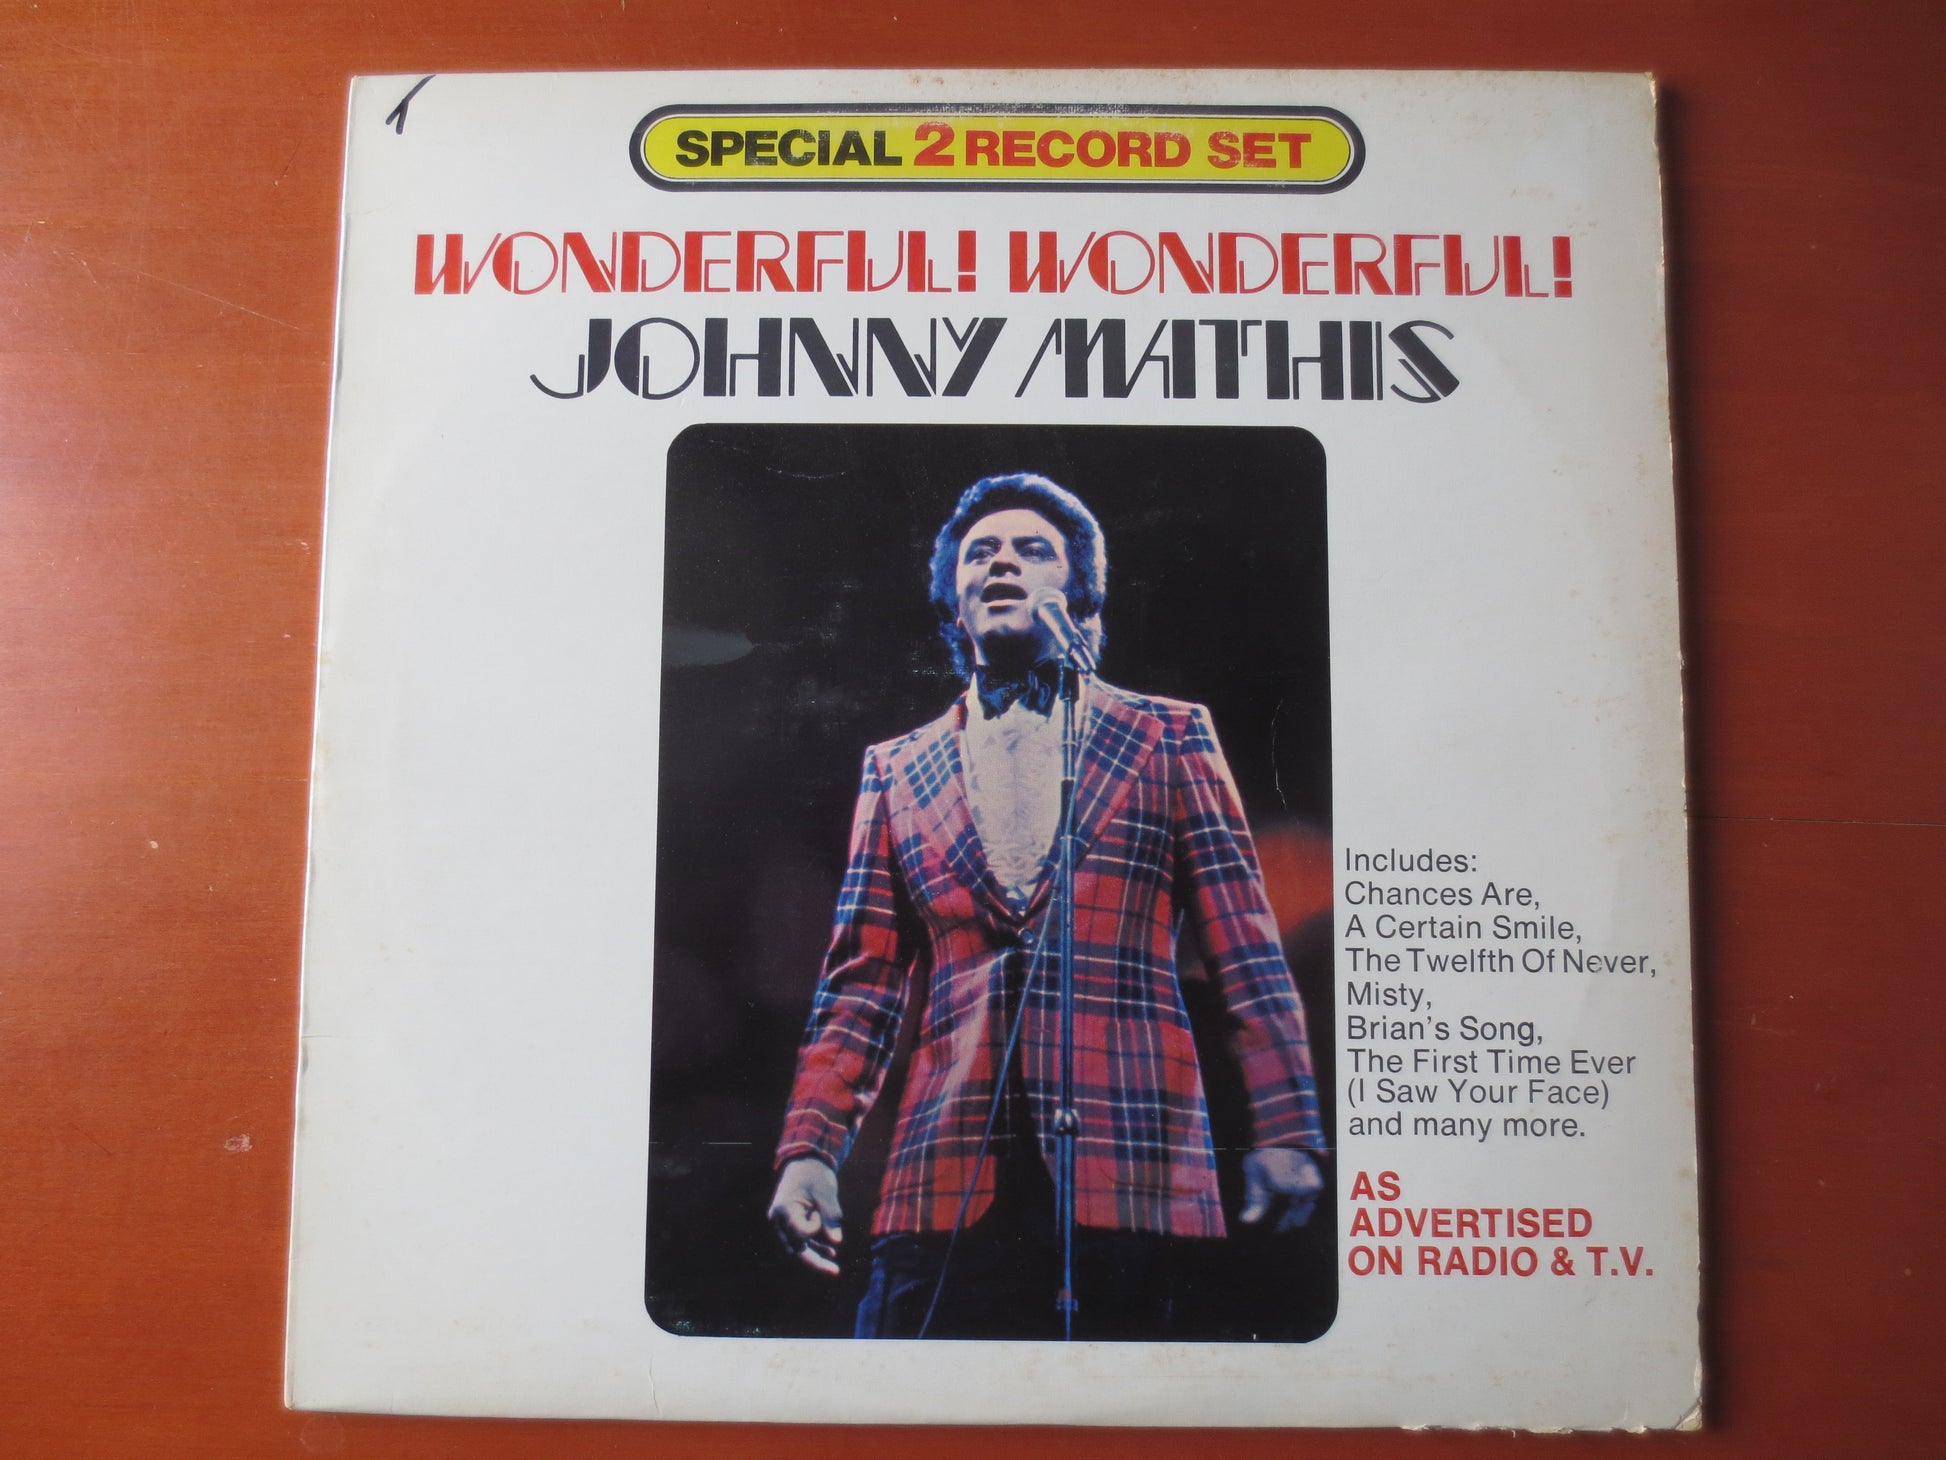 SPECIAL 2 RECORD SET
WONDERFUL! WONDERFUL!
JOHNNY MATHIS
Includes:
Chances Are,
A Certain Smile,
The Twelfth Of Never,
Misty,
Brian's Song,
The First Time Ever
(I Saw Your Face)
and many more.
AS
ADVERTISED
ON RADIO & T.V.